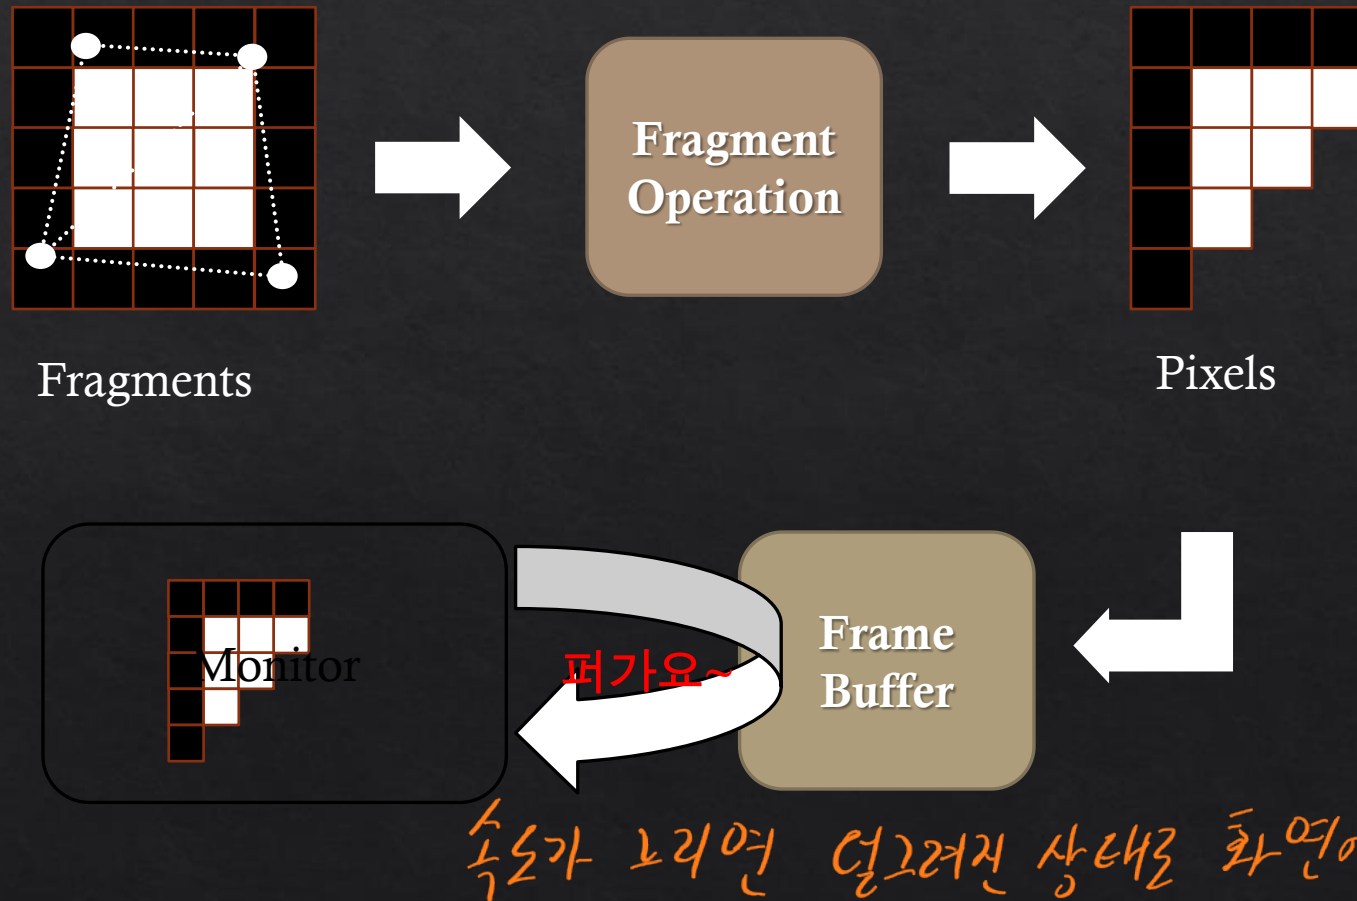 Fragment
Operation
Fragments
Pixels
Monitor
퍼가요~
Frame
Buffer
속도가 느리면 덜그려진 상태로 화면에